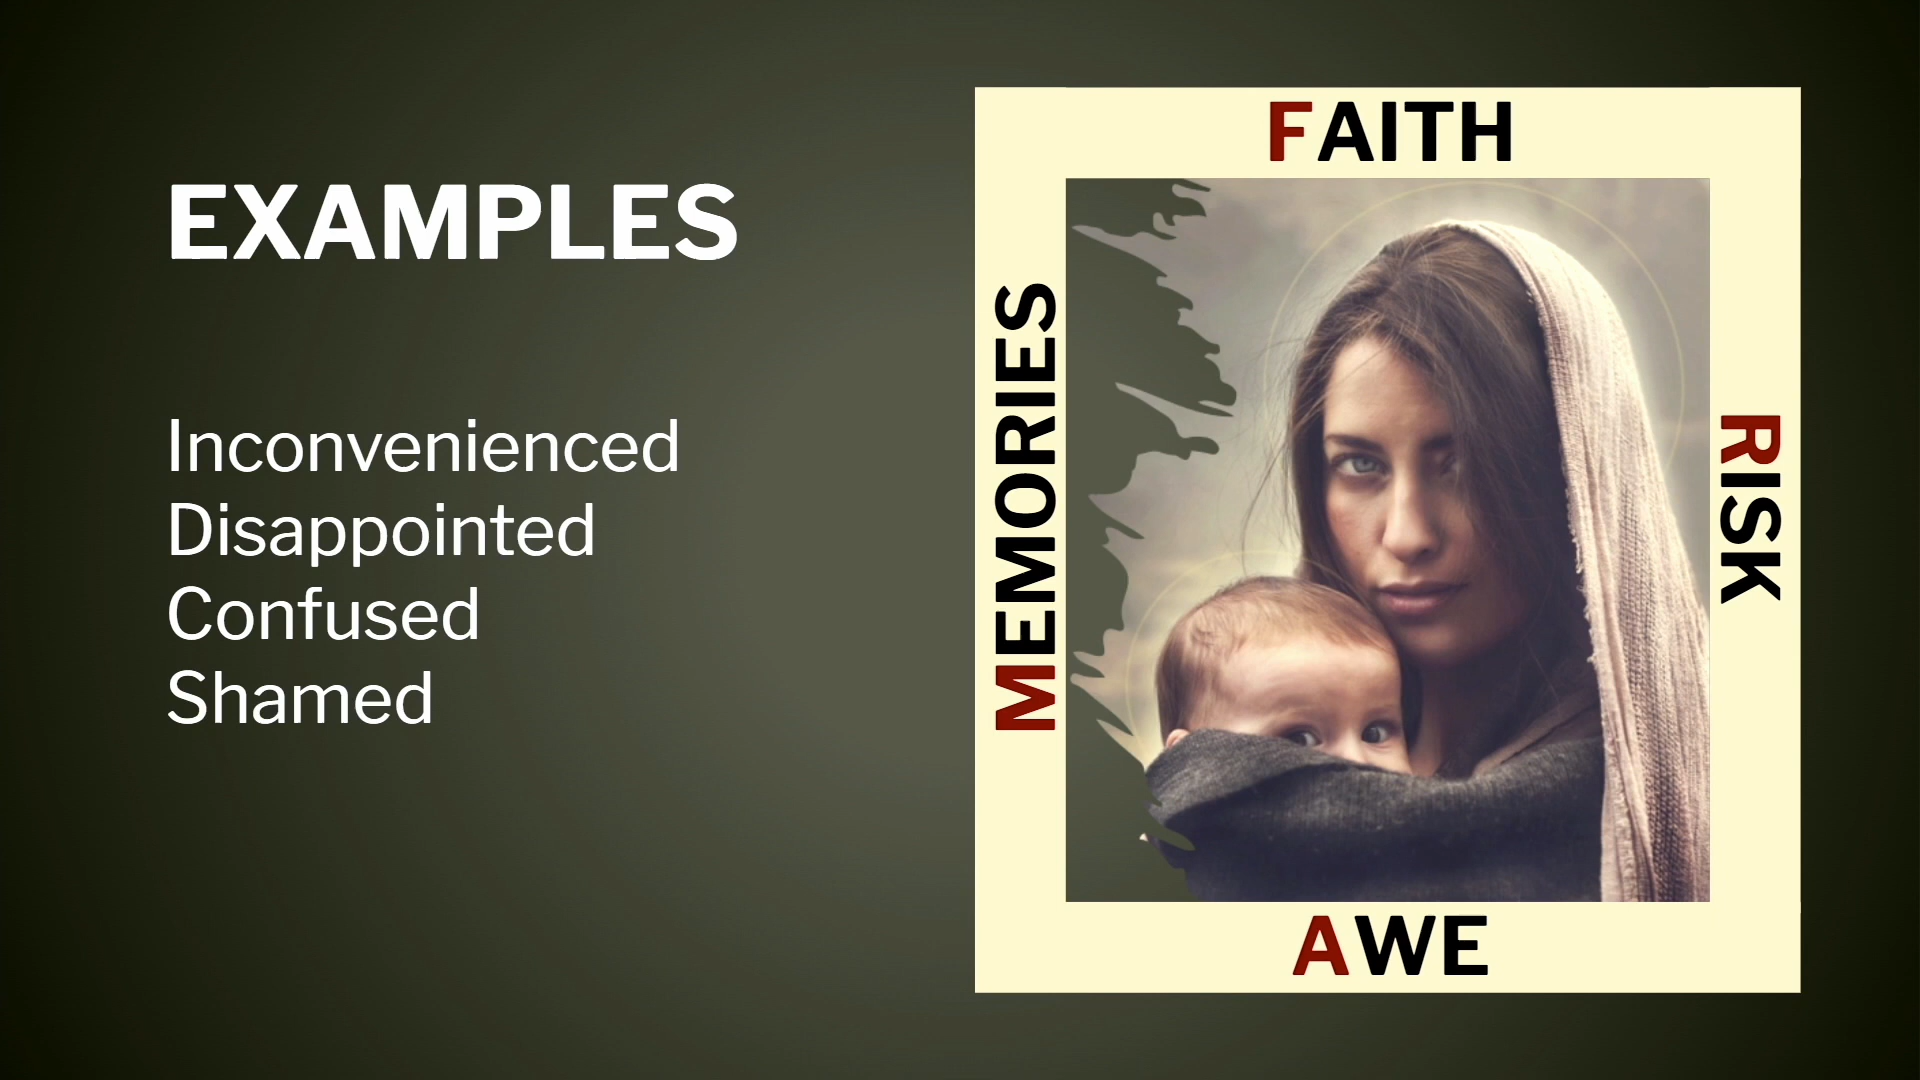 EXAMPLES
Inconvenienced
Disappointed
Confused
Shamed
FAITH
RISK
AWE
MEMORIES